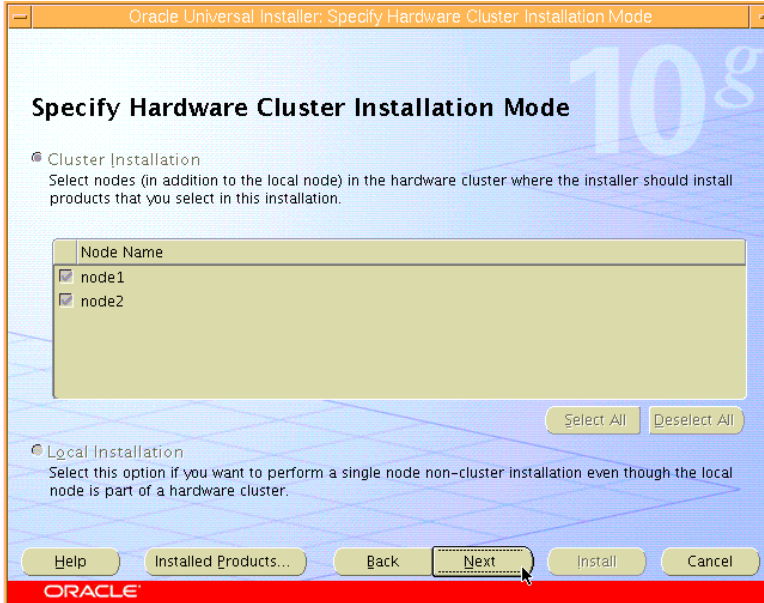 Oracle Universal Installer: Specify Hardware Cluster Installation Mode
10g
Specify Hardware Cluster Installation Mode
Cluster Installation
Select nodes (in addition to the local node) in the hardware cluster where the installer should install
products that you select in this installation.
Node Name
node1
node2
Select All Deselect All
Local Installation
Select this option if you want to perform a single node non-cluster installation even though the local
node is part of a hardware cluster.
Help Installed Products... Back Next Install Cancel
ORACLE